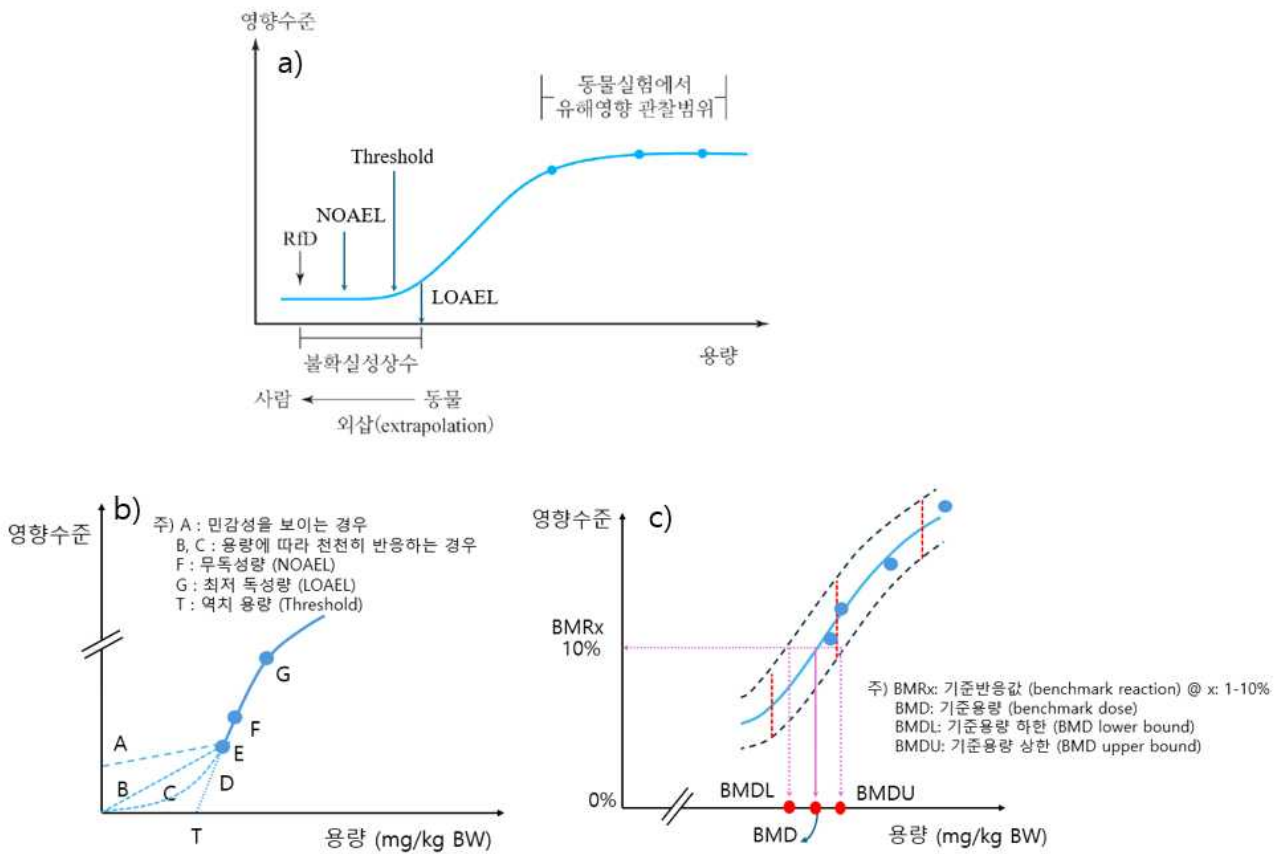 영향수준
a)
동물실험에서
유해영향 관찰범위
Threshold
NOAEL
RfD
LOAEL
불확실성상수
용량
사람
동물
외삽(extrapolation)
b)
영향수준
주) A : 민감성을 보이는 경우
B, C : 용량에 따라 천천히 반응하는 경우
F : 무독성량 (NOAEL)
G : 최저 독성량 (LOAEL)
T : 역치 용량 (Threshold)
G
F
E
A
D
B
C
T
용량 (mg/kg BW)
c)
영향수준
BMRx
10%
주) BMRx: 기준반응값 (benchmark reaction) @ x: 1-10%
BMD: 기준용량 (benchmark dose)
BMDL: 기준용량 하한 (BMD lower bound)
BMDU: 기준용량 상한 (BMD upper bound)
0%
BMDL
BMDU
BMD
용량 (mg/kg BW)